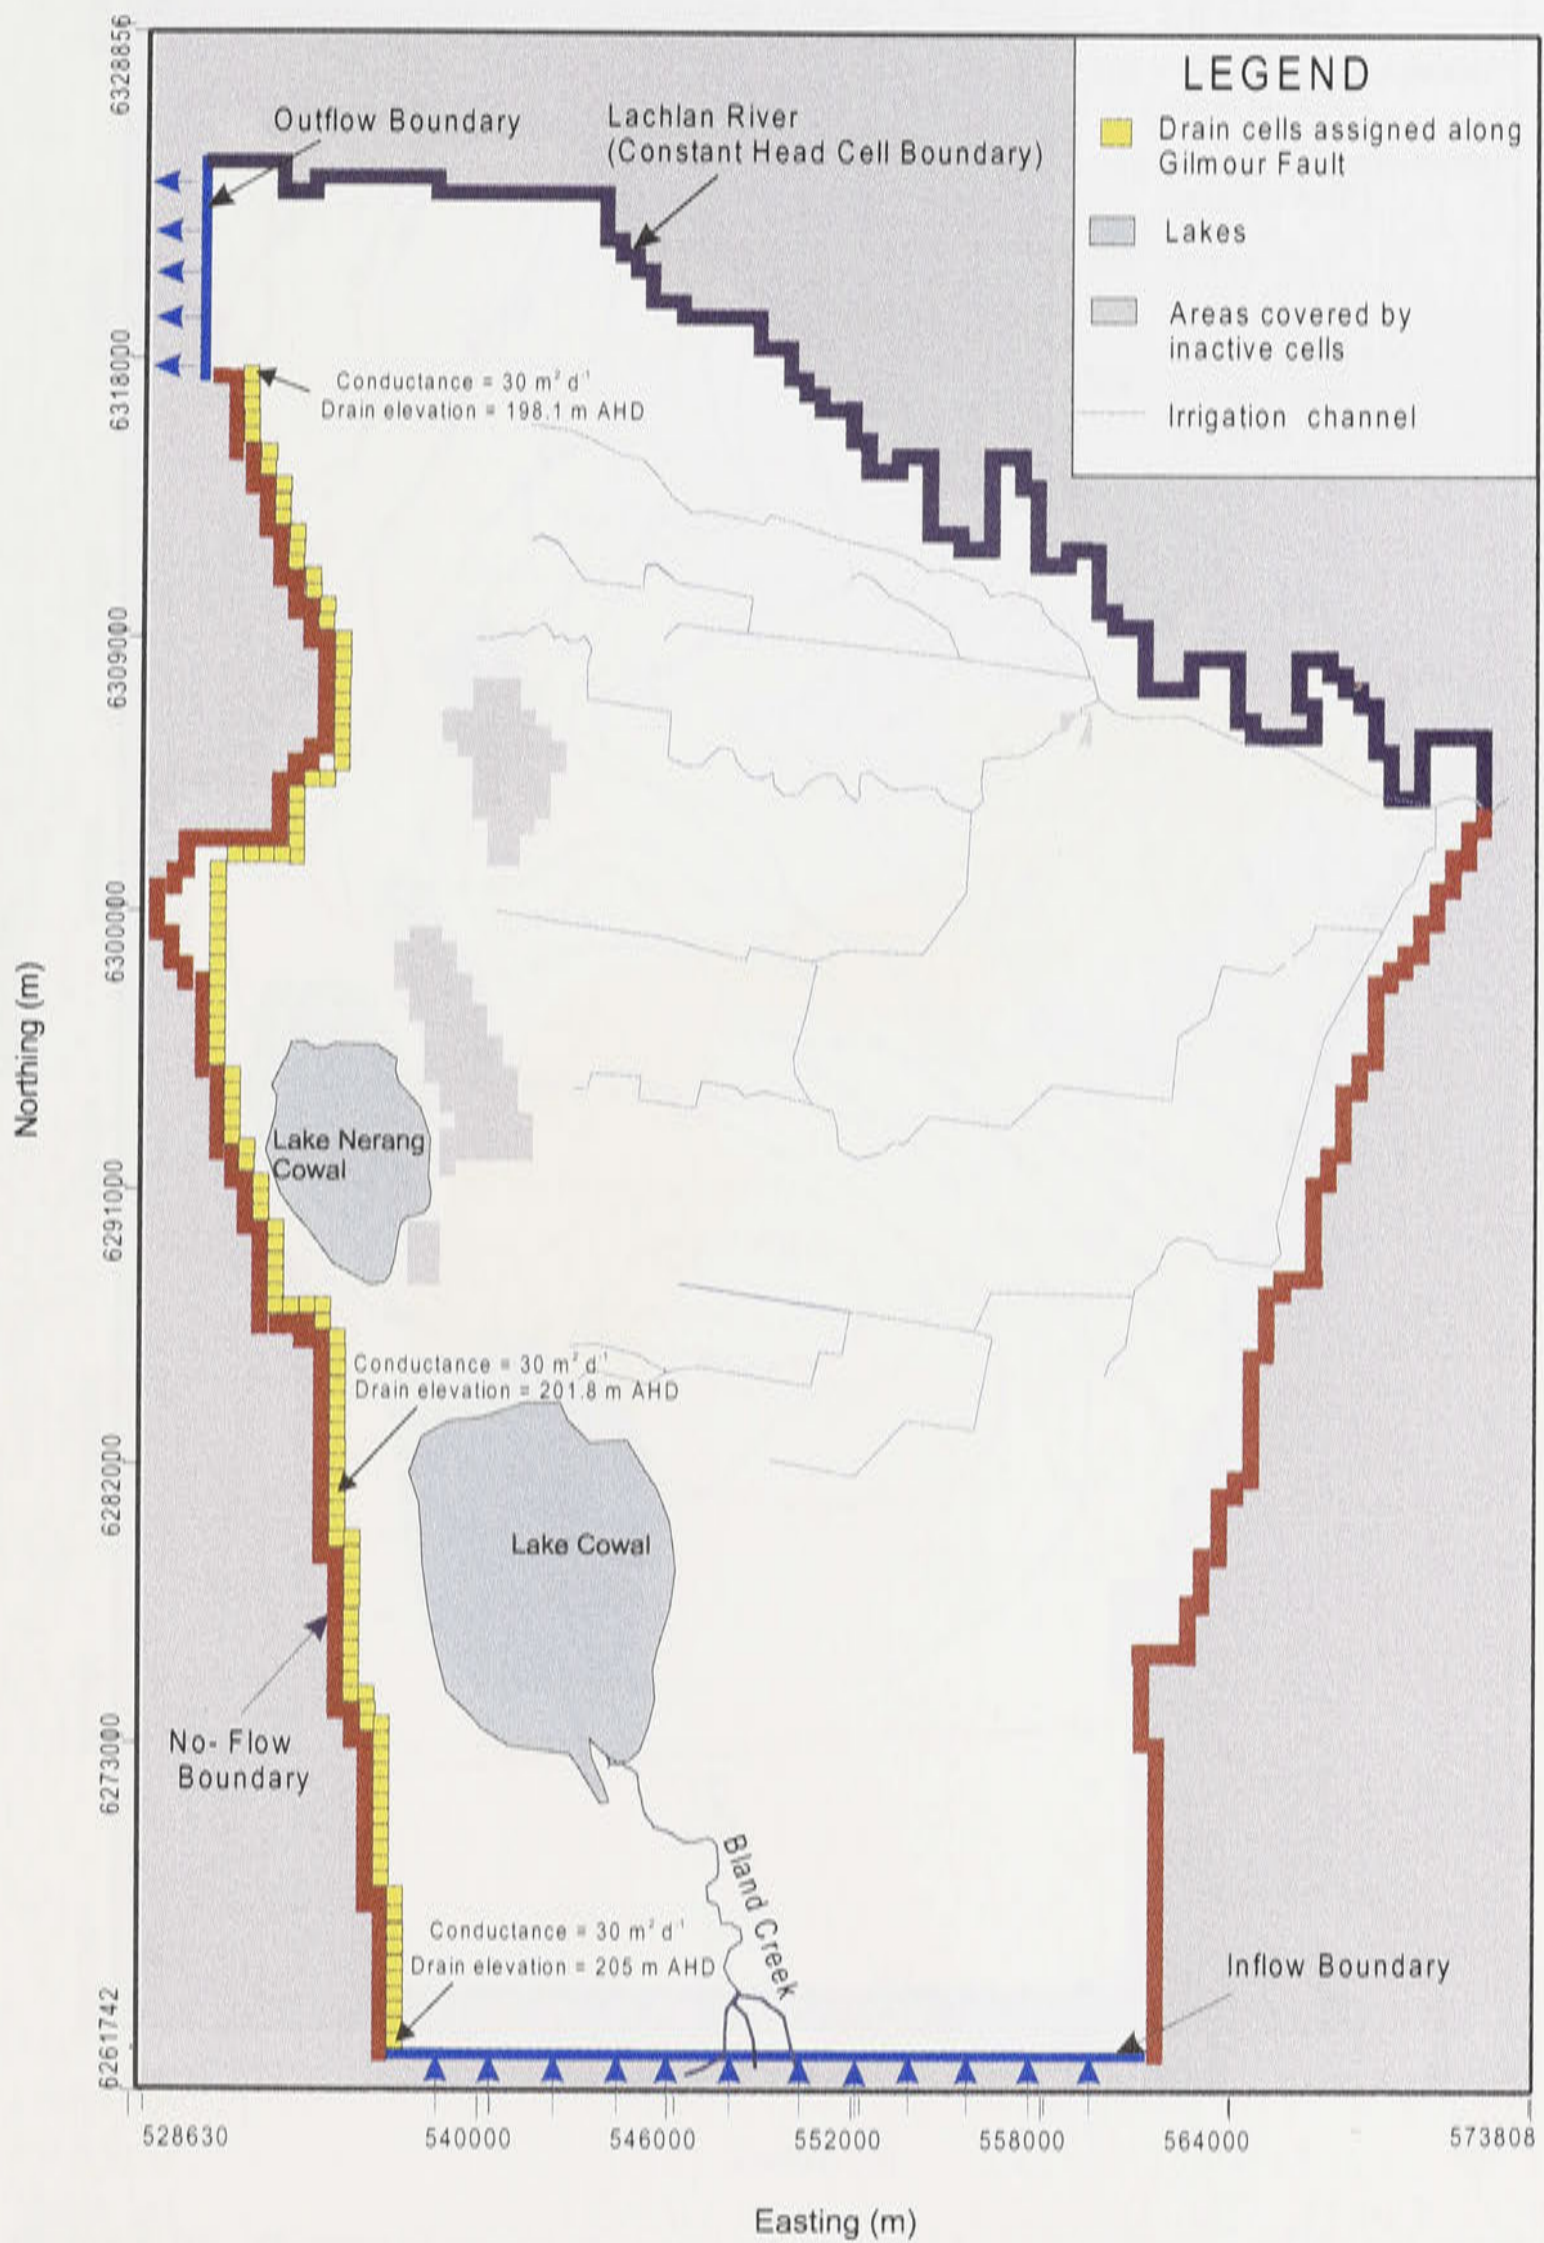 LEGEND
Drain cells assigned along
Gilmour Fault
Lakes
Areas covered by
inactive cells
Irrigation channel
Outflow Boundary
Lachlan River
(Constant Head Cell Boundary)
Conductance = 30 m² d⁻¹
Drain elevation = 198.1 m AHD
Lake Nerang
Cowal
Conductance = 30 m² d⁻¹
Drain elevation = 201.8 m AHD
Lake Cowal
No- Flow
Boundary
Bland Creek
Conductance = 30 m² d⁻¹
Drain elevation = 205 m AHD
Inflow Boundary
Northing (m)
6328856
6318000
6309000
6300000
6291000
6282000
6273000
6261742
528630
540000
546000
552000
558000
564000
573808
Easting (m)